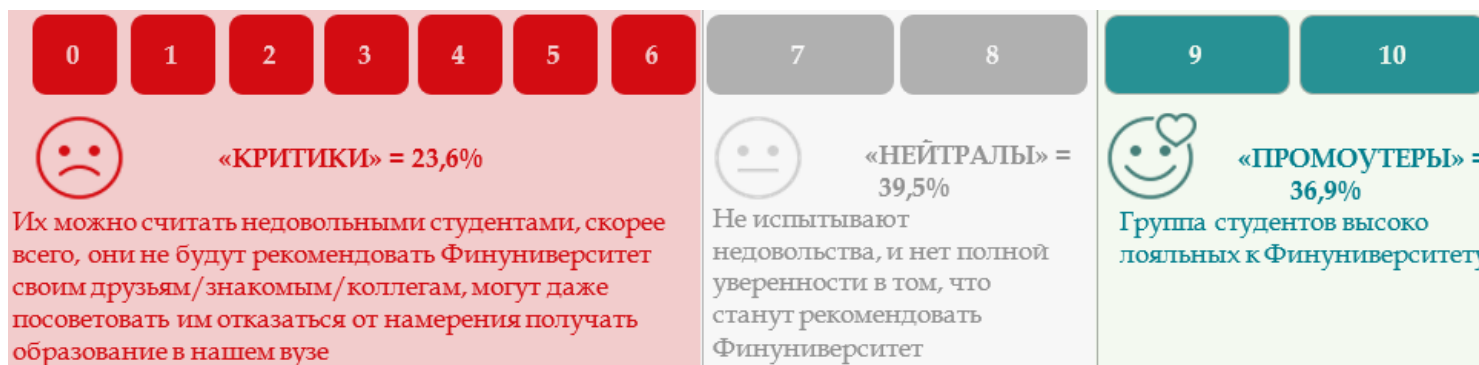 0 1 2 3 4 5 6 7 8 9 10
«КРИТИКИ» = 23,6%
Их можно считать недовольными студентами, скорее
всего, они не будут рекомендовать Финуниверситет
своим друзьям/знакомым/коллегам, могут даже
посоветовать им отказаться от намерения получать
образование в нашем вузе
«НЕЙТРАЛЫ» =
39,5%
Не испытывают
недовольства, и нет полной
уверенности в том, что
станут рекомендовать
Финуниверситет
«ПРОМОУТЕРЫ» =
36,9%
Группа студентов высоко
лояльных к Финуниверситету